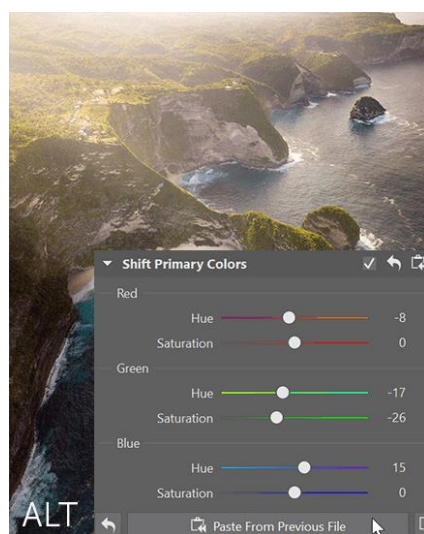 Shift Primary Colors
Red
Hue -8
Saturation 0
Green
Hue -17
Saturation -26
Blue
Hue 15
Saturation 0
ALT
Paste From Previous File